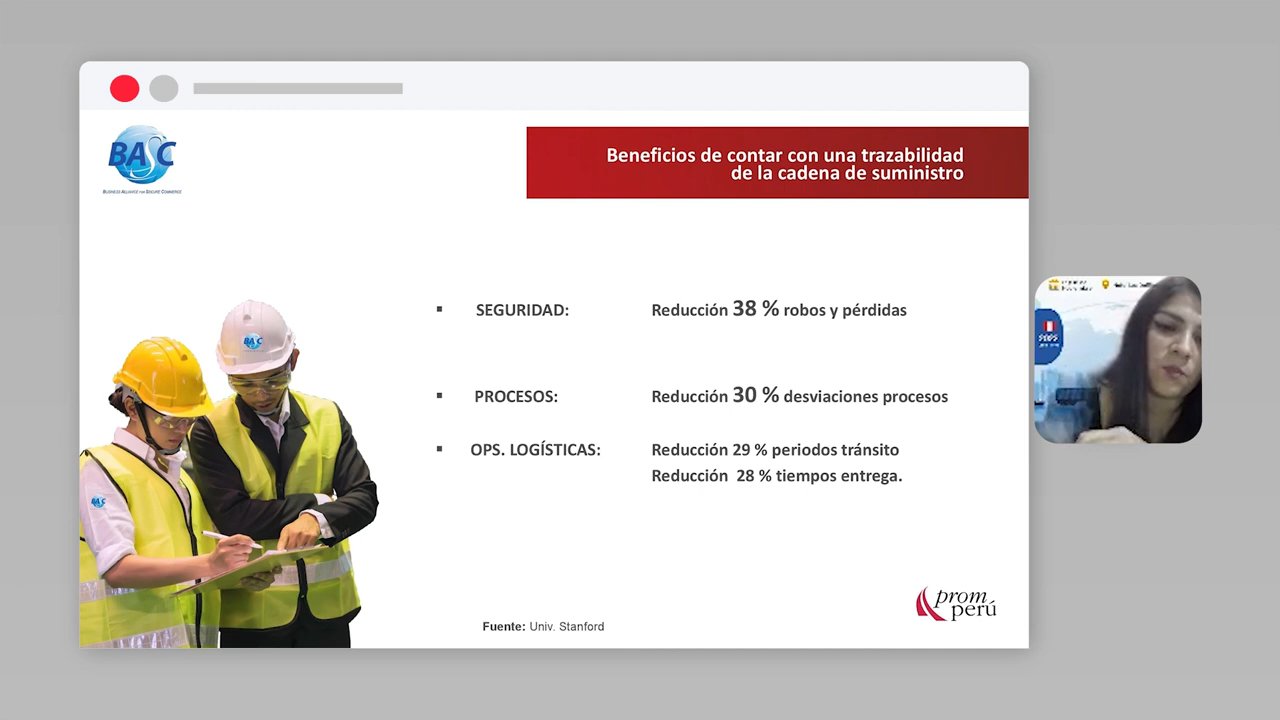 BASC
BUSINESS ALLIANCE FOR SECURE COMMERCE
Beneficios de contar con una trazabilidad
de la cadena de suministro
▪ SEGURIDAD: Reducción 38 % robos y pérdidas
▪ PROCESOS: Reducción 30 % desviaciones procesos
▪ OPS. LOGÍSTICAS: Reducción 29 % periodos tránsito
Reducción 28 % tiempos entrega.
BASC
BASC
prom
perú
Fuente: Univ. Stanford